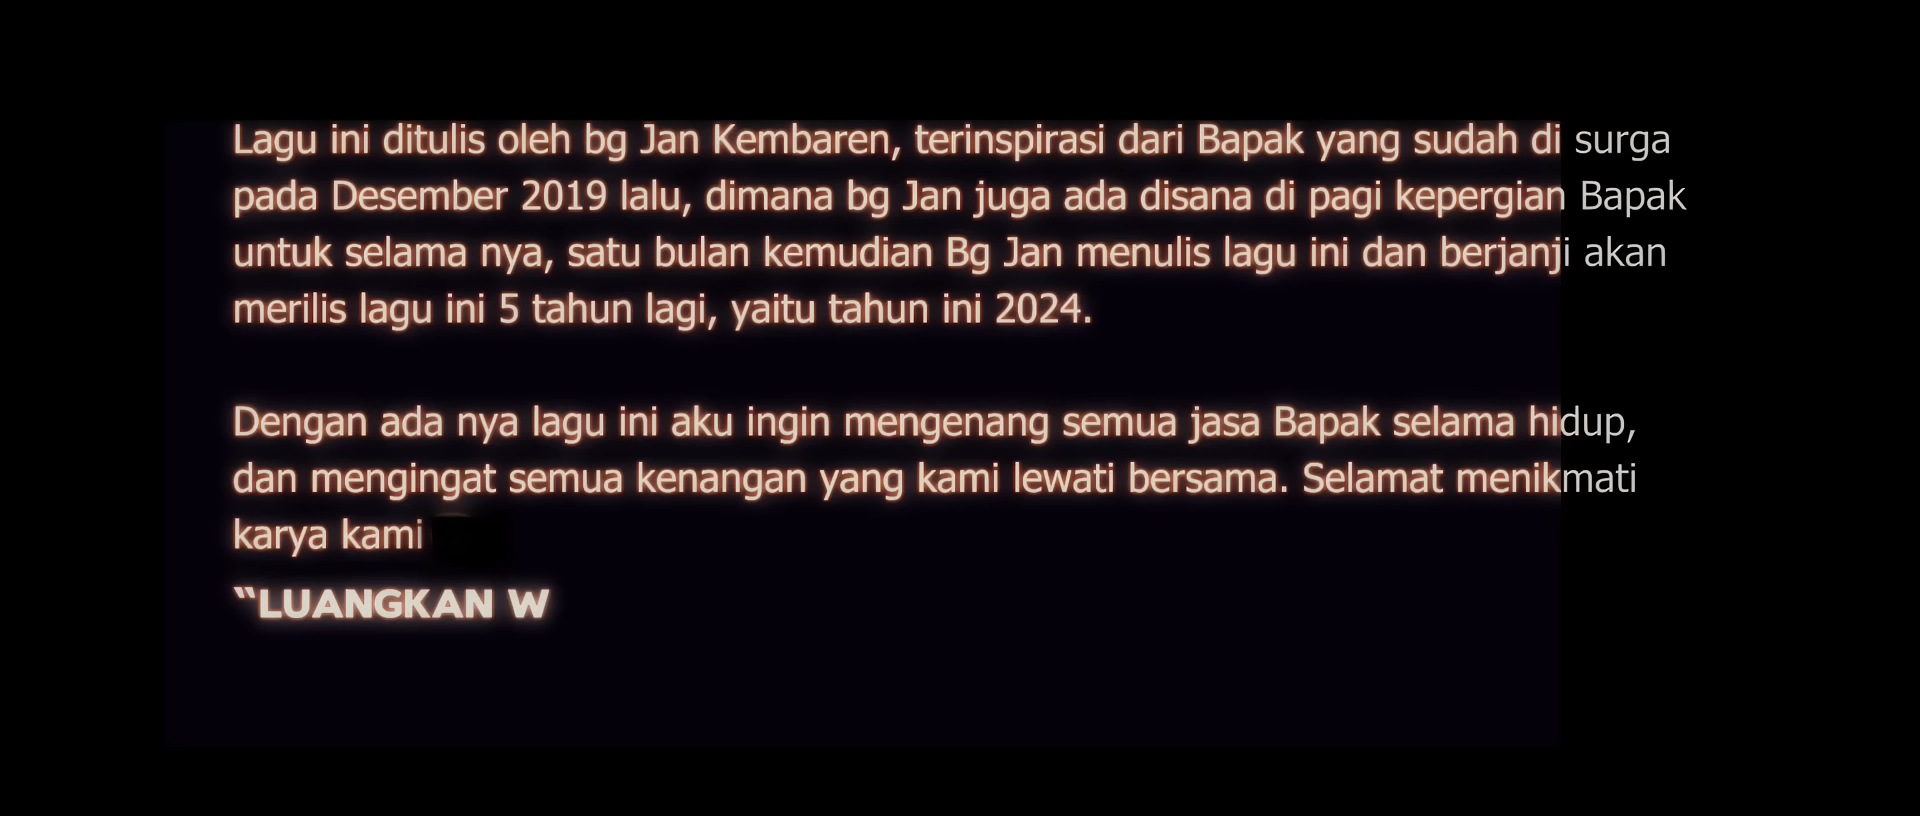 Lagu ini ditulis oleh bg Jan Kembaren, terinspirasi dari Bapak yang sudah di surga
pada Desember 2019 lalu, dimana bg Jan juga ada disana di pagi kepergian Bapak
untuk selama nya, satu bulan kemudian Bg Jan menulis lagu ini dan berjanji akan
merilis lagu ini 5 tahun lagi, yaitu tahun ini 2024.
Dengan ada nya lagu ini aku ingin mengenang semua jasa Bapak selama hidup,
dan mengingat semua kenangan yang kami lewati bersama. Selamat menikmati
karya kami
“LUANGKAN W